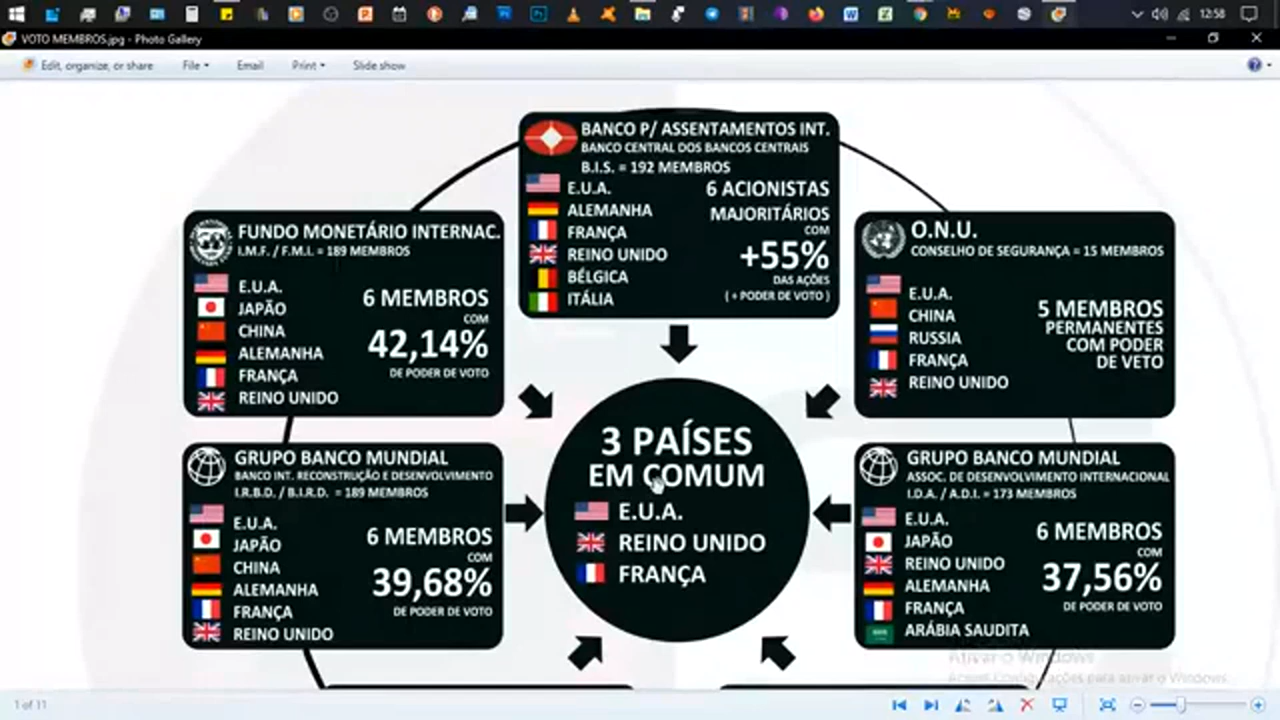 12:58
VOTO MEMBROS.jpg - Photo Gallery
Edit, organize, or share
File
Email
Print
Slide show
BANCO P/ ASSENTAMENTOS INT.
BANCO CENTRAL DOS BANCOS CENTRAIS
B.I.S. = 192 MEMBROS
E.U.A.
ALEMANHA
FRANÇA
REINO UNIDO
BÉLGICA
ITÁLIA
6 ACIONISTAS
MAJORITÁRIOS
COM
+55%
DAS AÇÕES
( + PODER DE VOTO )
FUNDO MONETÁRIO INTERNAC.
I.M.F. / F.M.I. = 189 MEMBROS
E.U.A.
JAPÃO
CHINA
ALEMANHA
FRANÇA
REINO UNIDO
6 MEMBROS
COM
42,14%
DE PODER DE VOTO
O.N.U.
CONSELHO DE SEGURANÇA = 15 MEMBROS
E.U.A.
CHINA
RUSSIA
FRANÇA
REINO UNIDO
5 MEMBROS
PERMANENTES
COM PODER
DE VETO
3 PAÍSES
EM COMUM
E.U.A.
REINO UNIDO
FRANÇA
GRUPO BANCO MUNDIAL
BANCO INT. RECONSTRUÇÃO E DESENVOLVIMENTO
I.R.B.D. / B.I.R.D. = 189 MEMBROS
E.U.A.
JAPÃO
CHINA
ALEMANHA
FRANÇA
REINO UNIDO
6 MEMBROS
COM
39,68%
DE PODER DE VOTO
GRUPO BANCO MUNDIAL
ASSOC. DE DESENVOLVIMENTO INTERNACIONAL
I.D.A. / A.D.I. = 173 MEMBROS
E.U.A.
JAPÃO
REINO UNIDO
ALEMANHA
FRANÇA
ARÁBIA SAUDITA
6 MEMBROS
COM
37,56%
DE PODER DE VOTO
Ativar o Windows
Acesse Configurações para ativar o Windows.
1 of 11